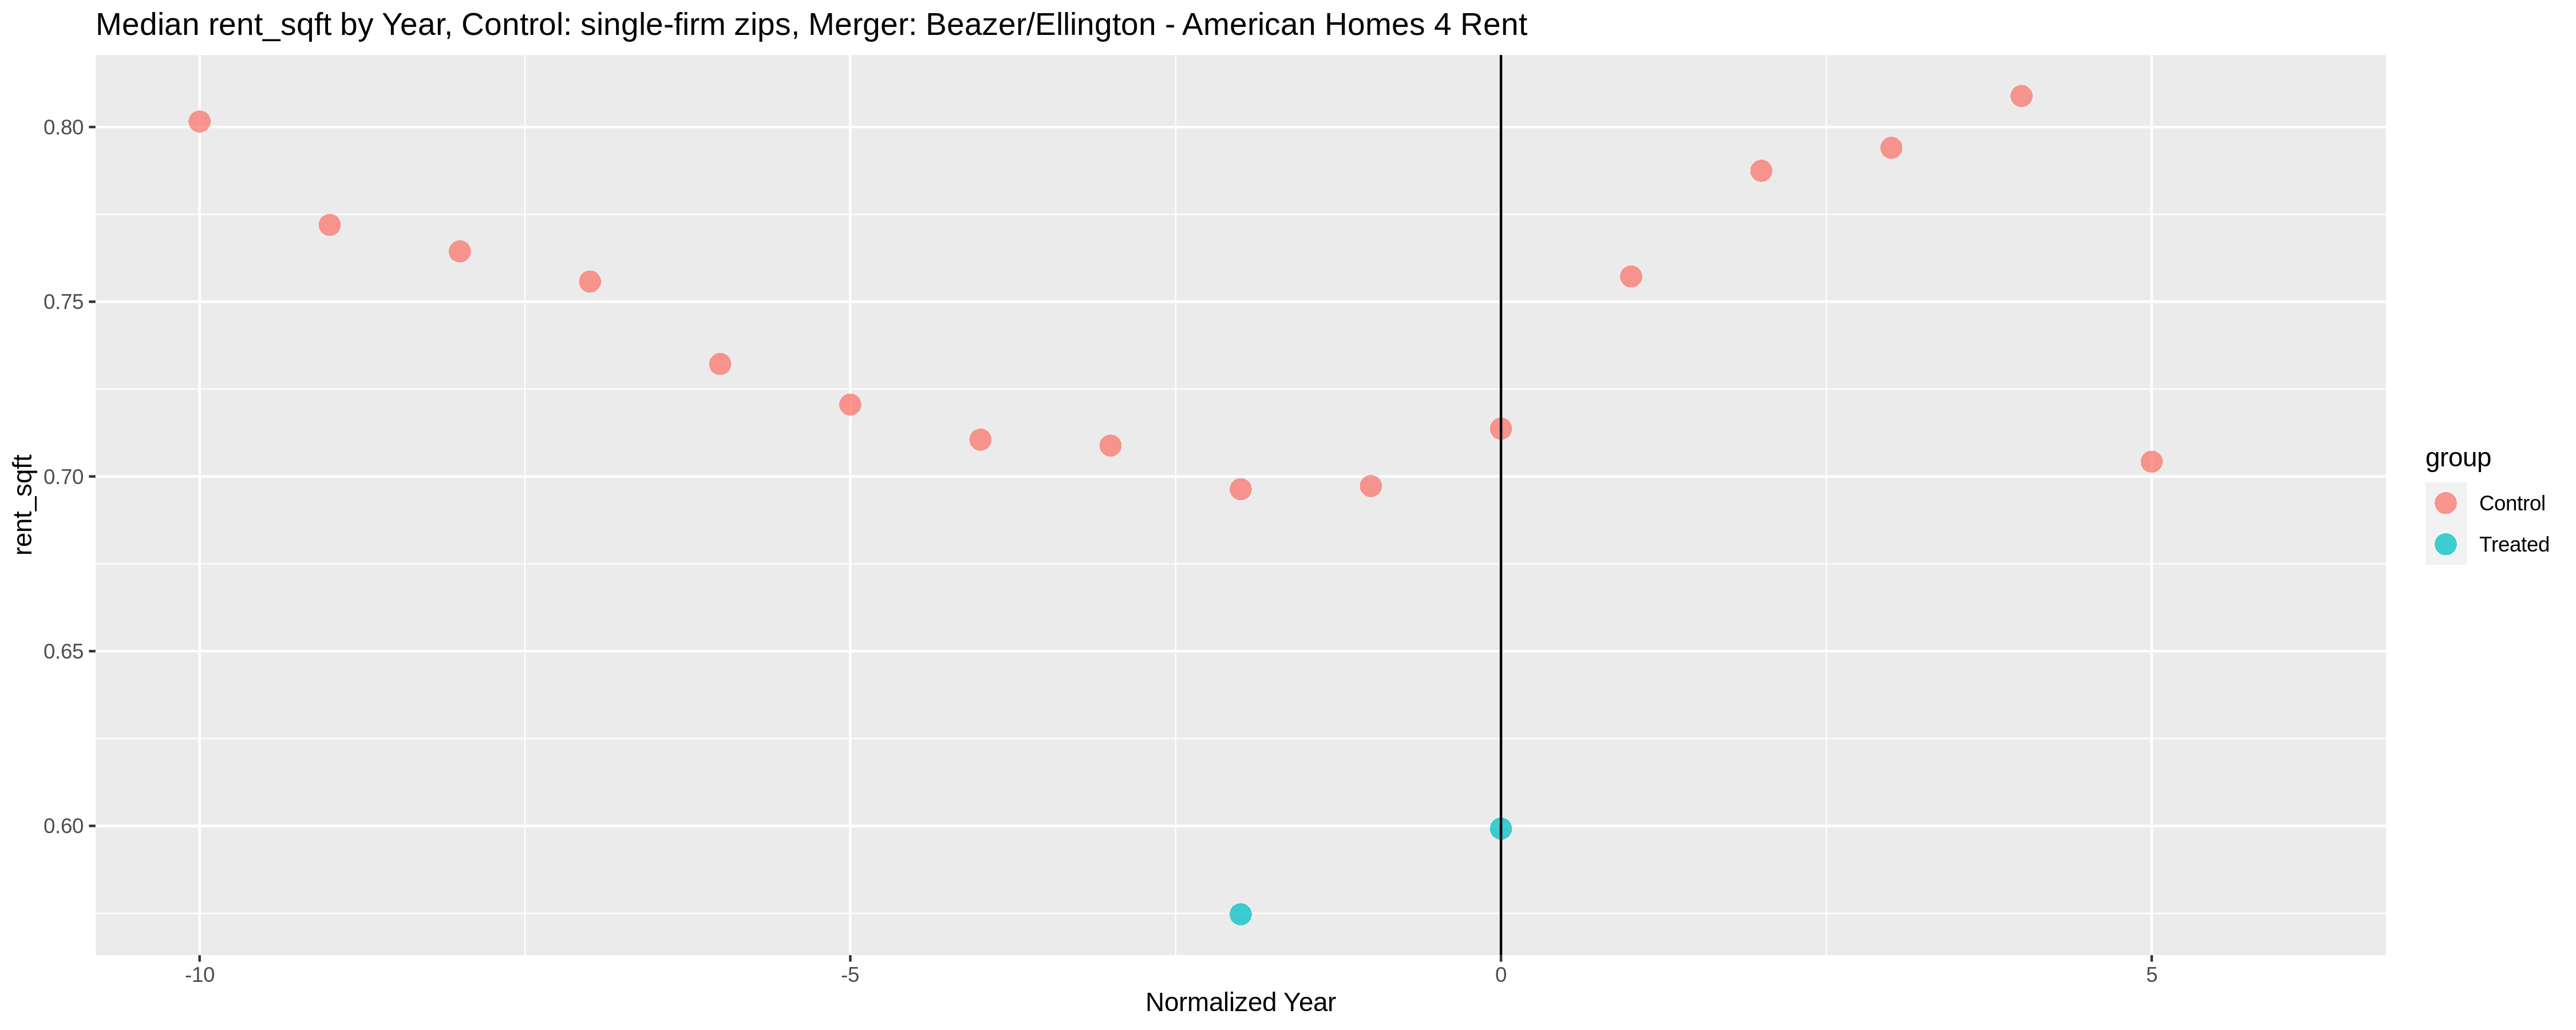 Median rent_sqft by Year, Control: single-firm zips, Merger: Beazer/Ellington - American Homes 4 Rent
rent_sqft
0.80
0.75
0.70
0.65
0.60
-10
-5
0
5
Normalized Year
group
Control
Treated